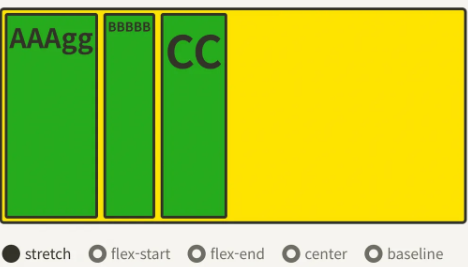 AAAgg BBBBB CC
stretch flex-start flex-end center baseline